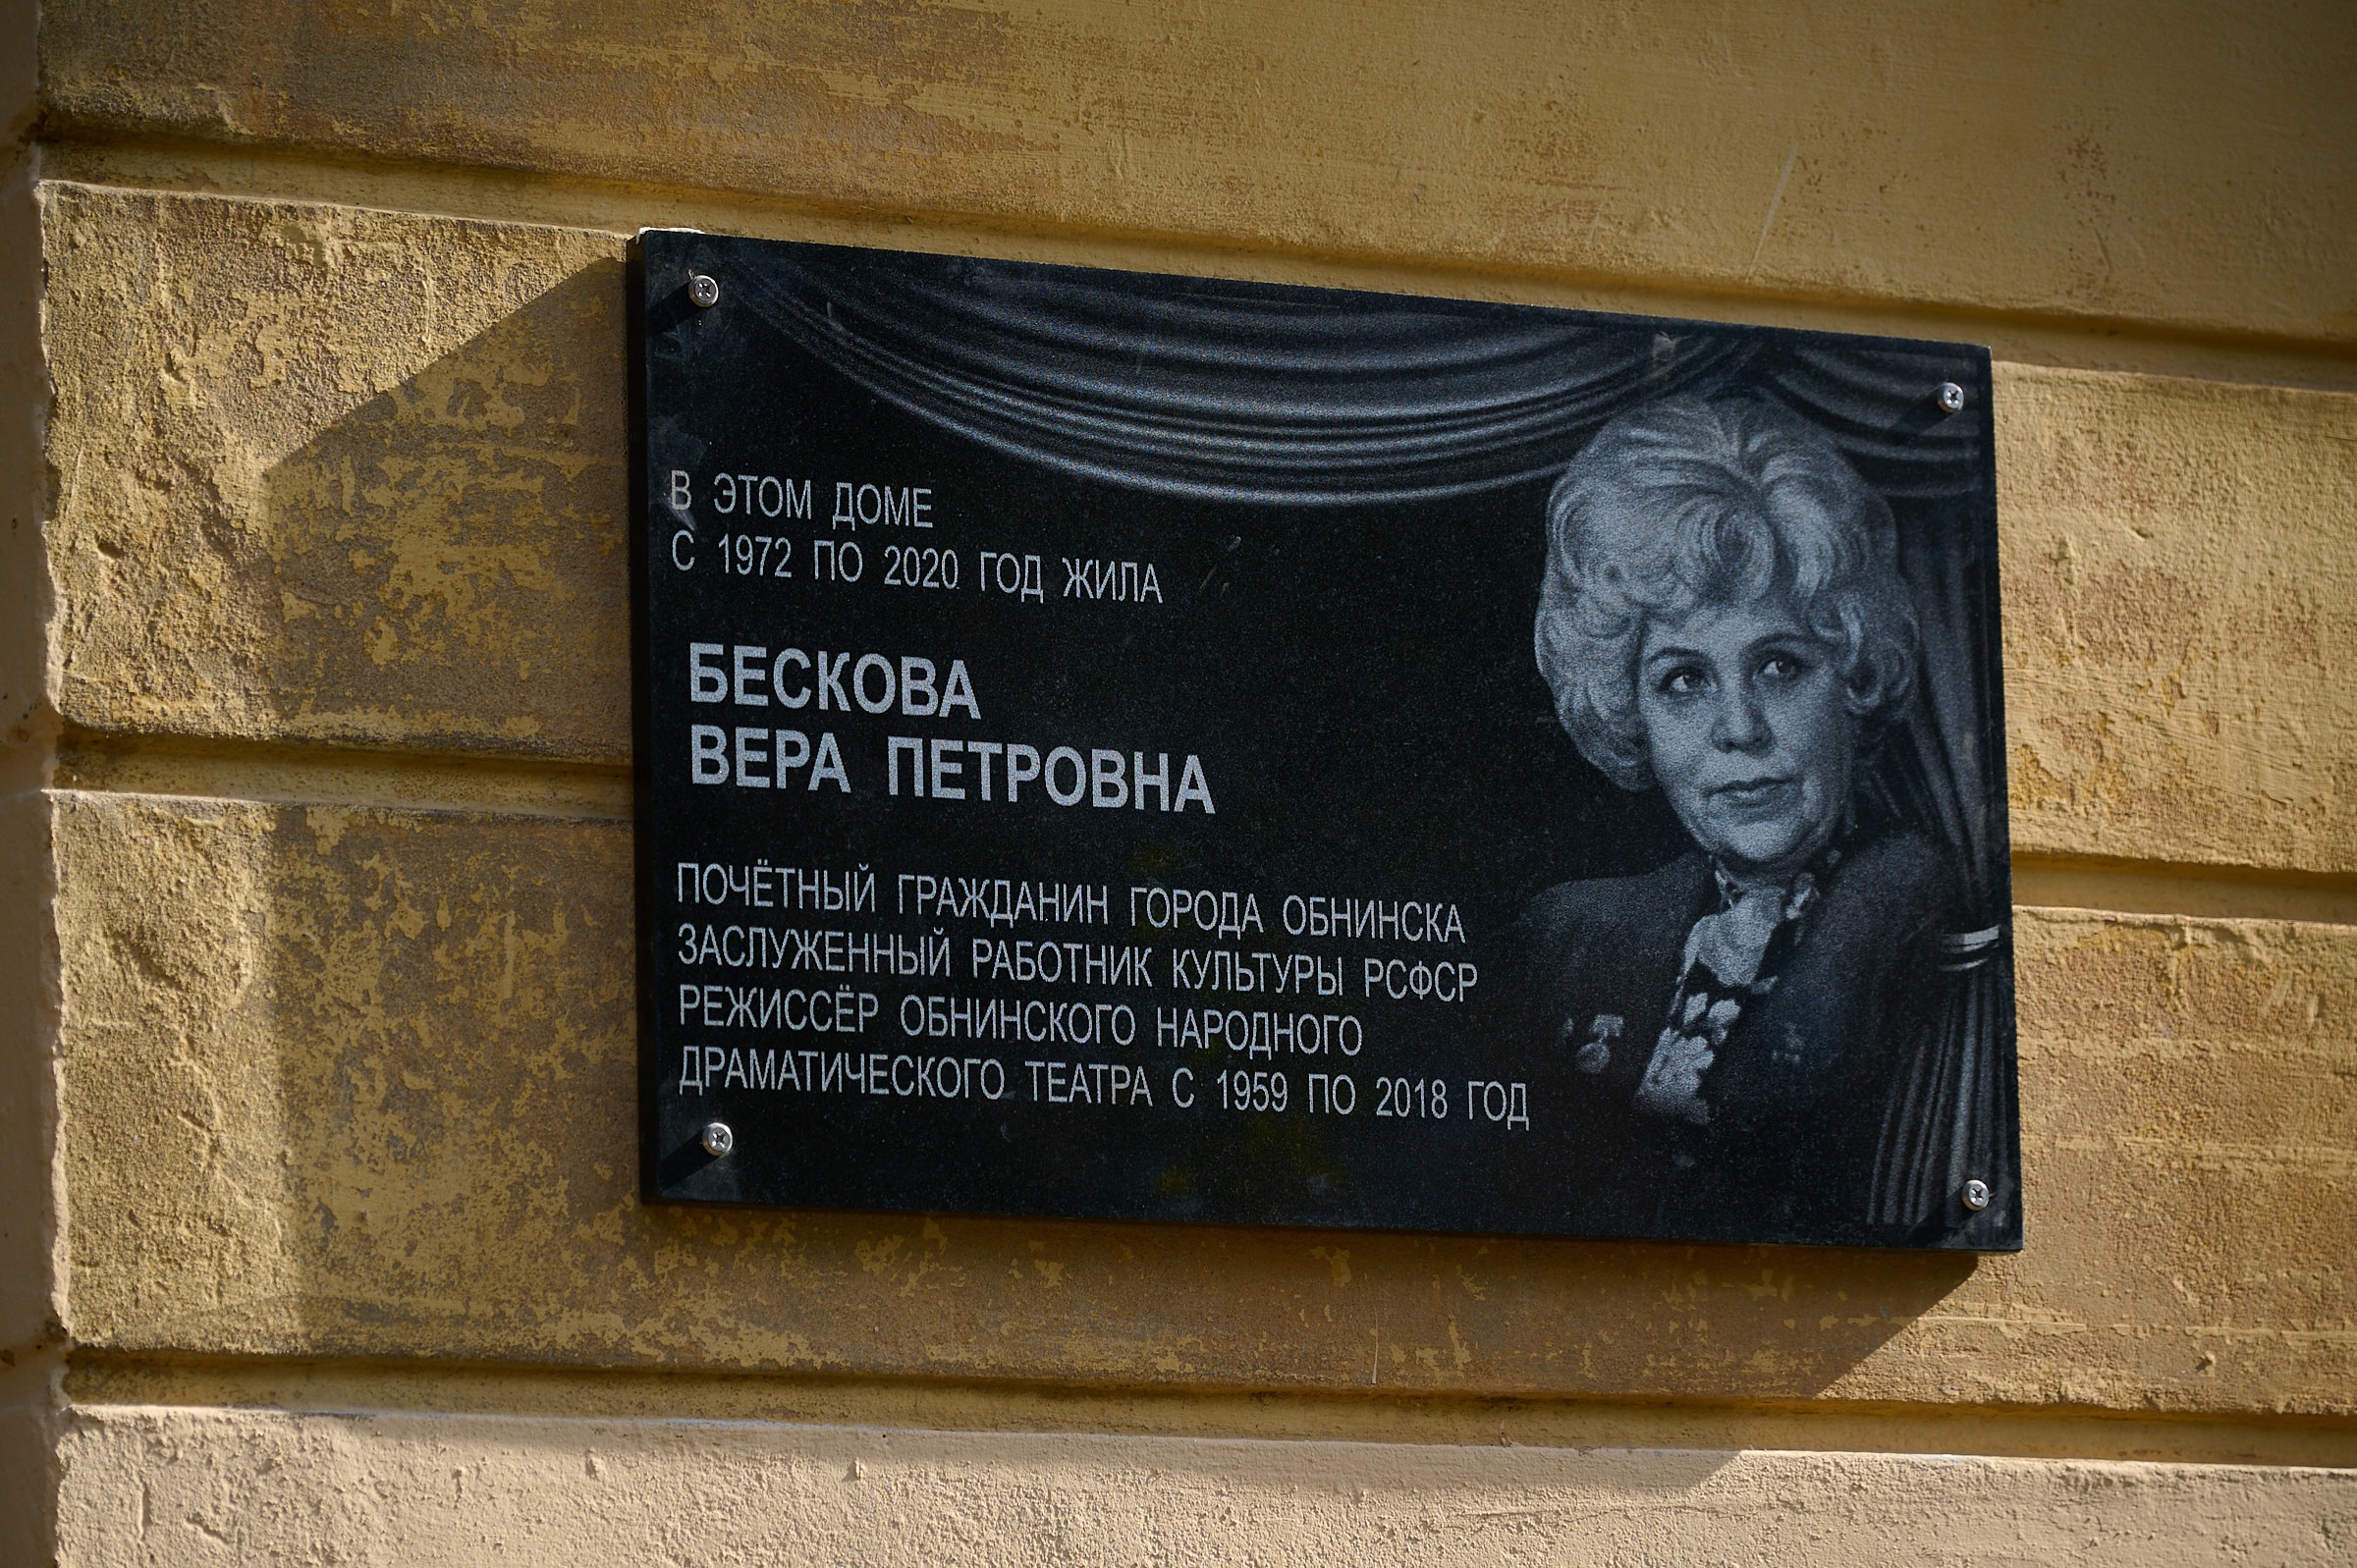 В ЭТОМ ДОМЕ
С 1972 ПО 2020 ГОД ЖИЛА
БЕСКОВА
ВЕРА ПЕТРОВНА
ПОЧЁТНЫЙ ГРАЖДАНИН ГОРОДА ОБНИНСКА
ЗАСЛУЖЕННЫЙ РАБОТНИК КУЛЬТУРЫ РСФСР
РЕЖИССЁР ОБНИНСКОГО НАРОДНОГО
ДРАМАТИЧЕСКОГО ТЕАТРА С 1959 ПО 2018 ГОД